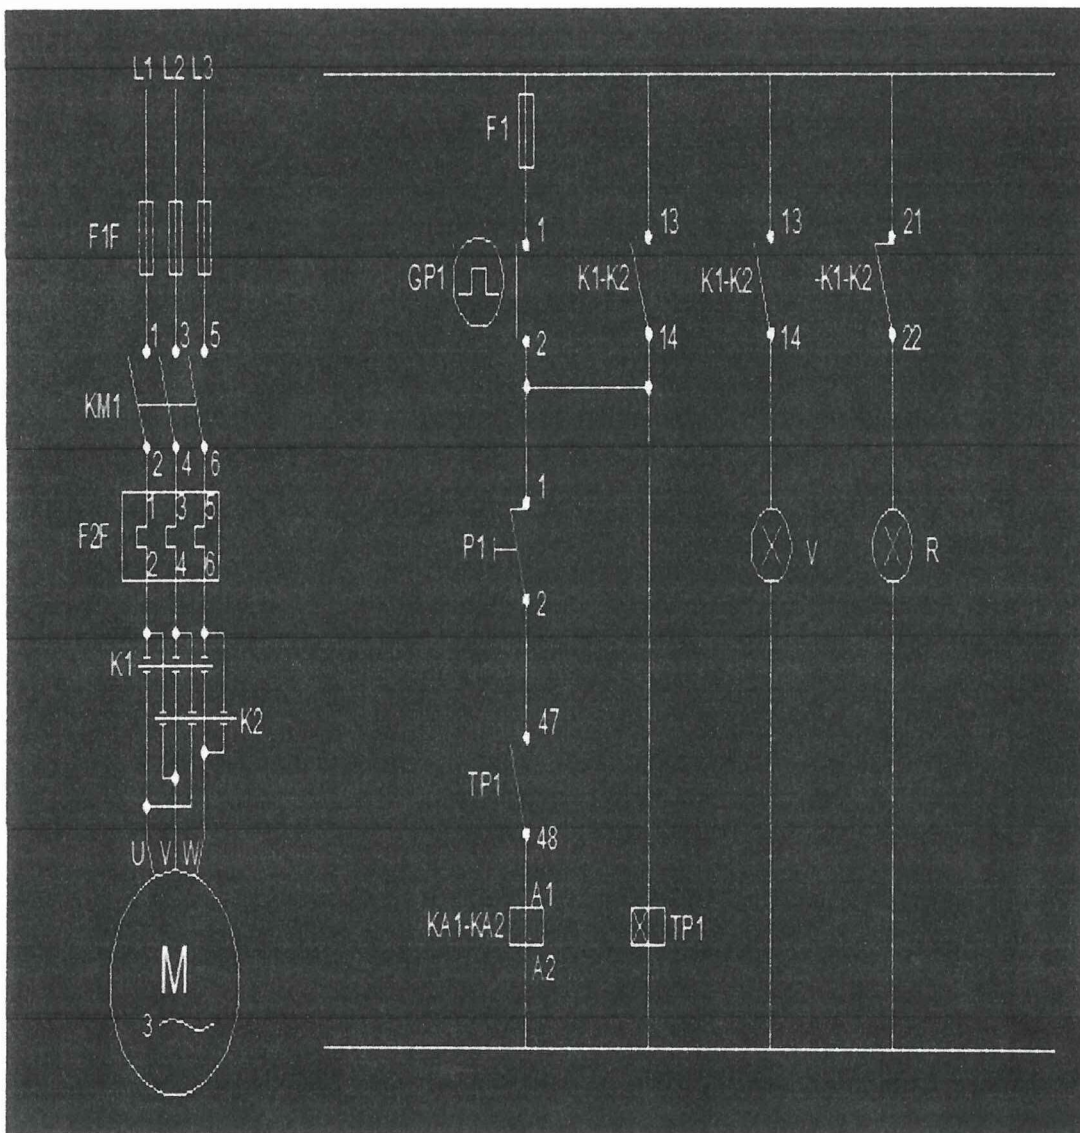 L1 L2 L3
F1
F1F
1
13
13
21
GP1
K1-K2
K1-K2
-K1-K2
1 3 5
2
14
14
22
KM1
2 4 6
1
1 3 5
F2F
P1
V
R
2 4 6
2
K1
K2
47
TP1
48
U V W
A1
KA1-KA2
TP1
A2
M
3